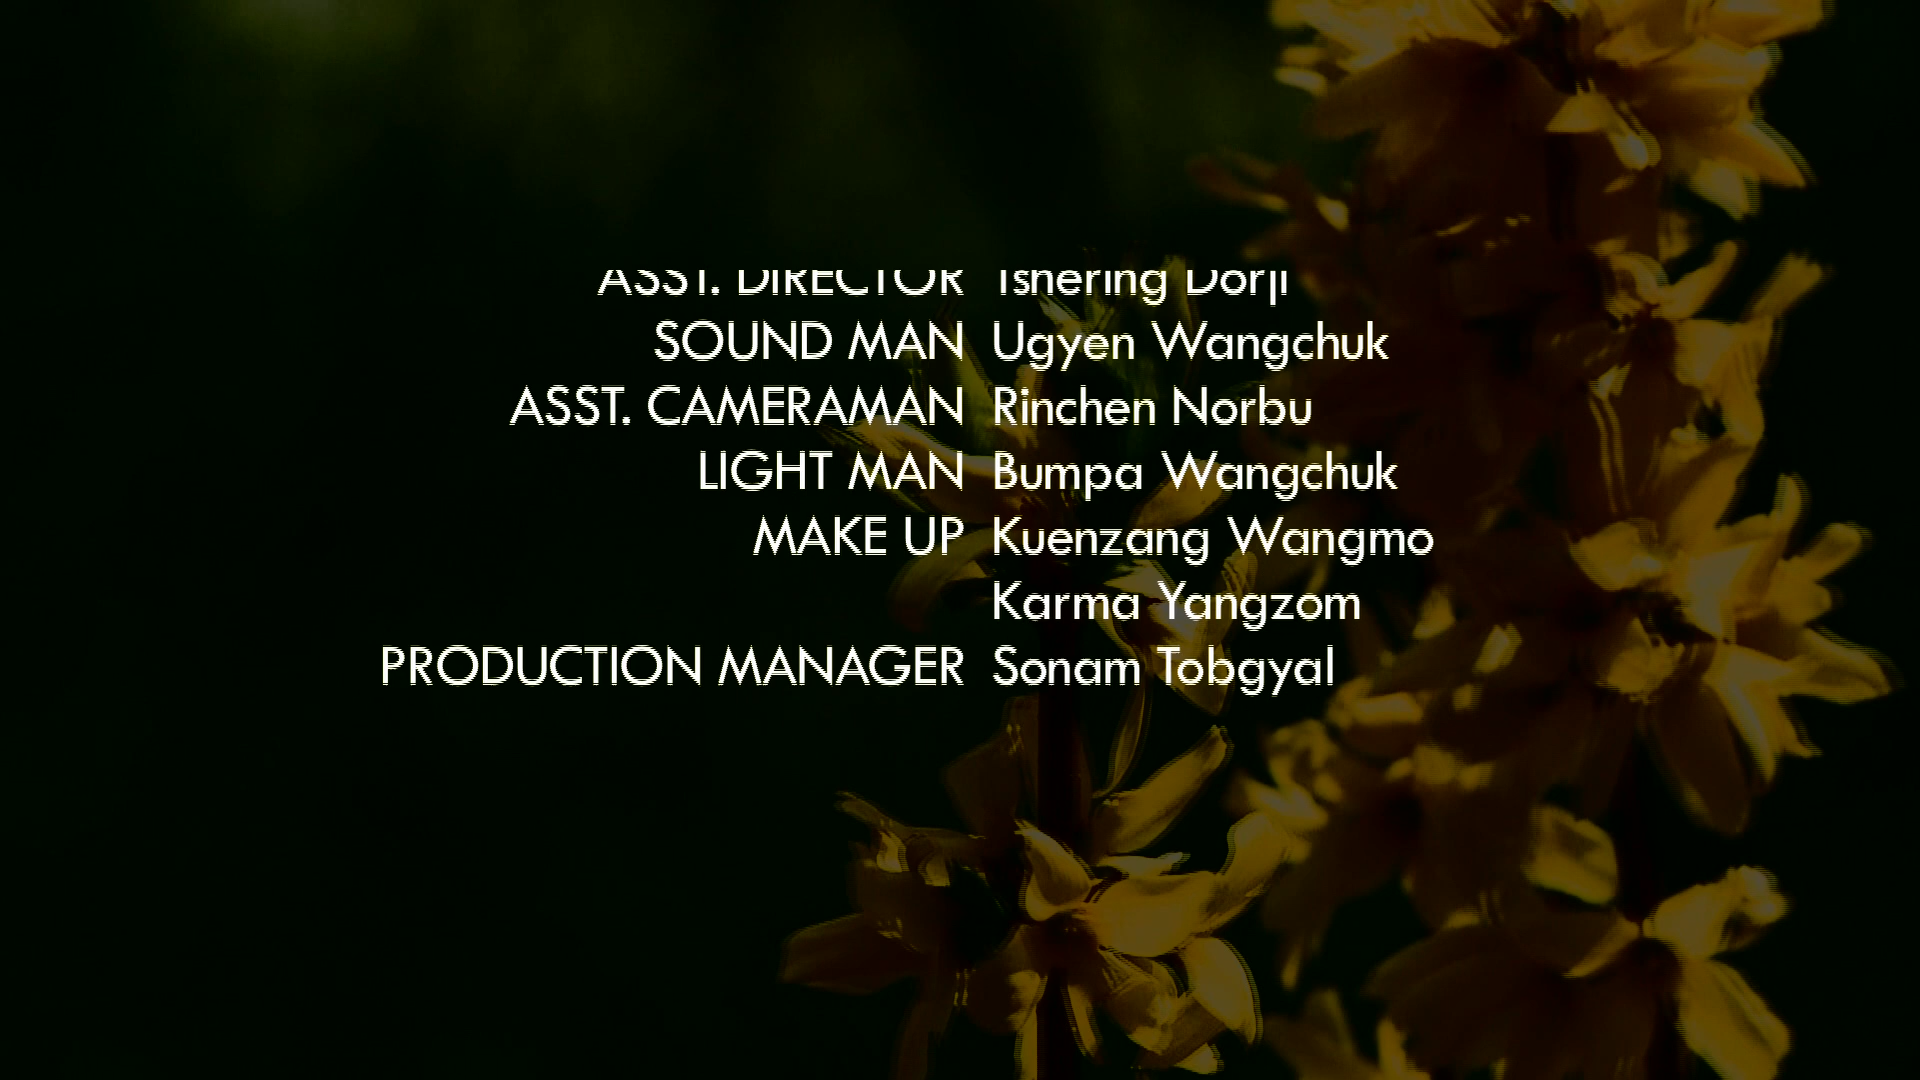 ASST. DIRECTOR Tshering Dorji
SOUND MAN Ugyen Wangchuk
ASST. CAMERAMAN Rinchen Norbu
LIGHT MAN Bumpa Wangchuk
MAKE UP Kuenzang Wangmo
Karma Yangzom
PRODUCTION MANAGER Sonam Tobgyal